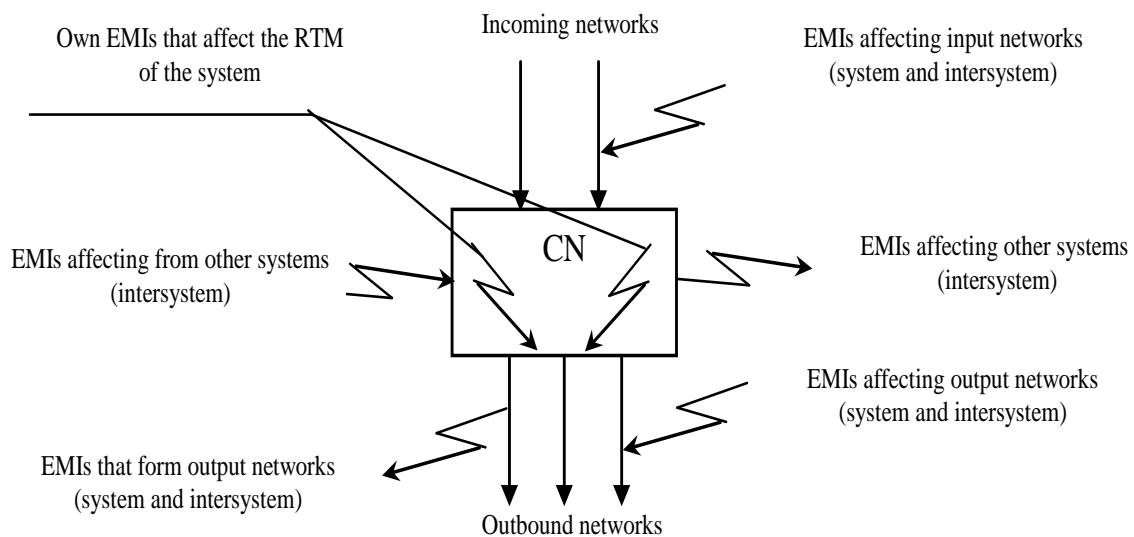 Own EMIs that affect the RTM
of the system
Incoming networks
EMIs affecting input networks
(system and intersystem)
CN
EMIs affecting from other systems
(intersystem)
EMIs affecting other systems
(intersystem)
EMIs affecting output networks
(system and intersystem)
EMIs that form output networks
(system and intersystem)
Outbound networks